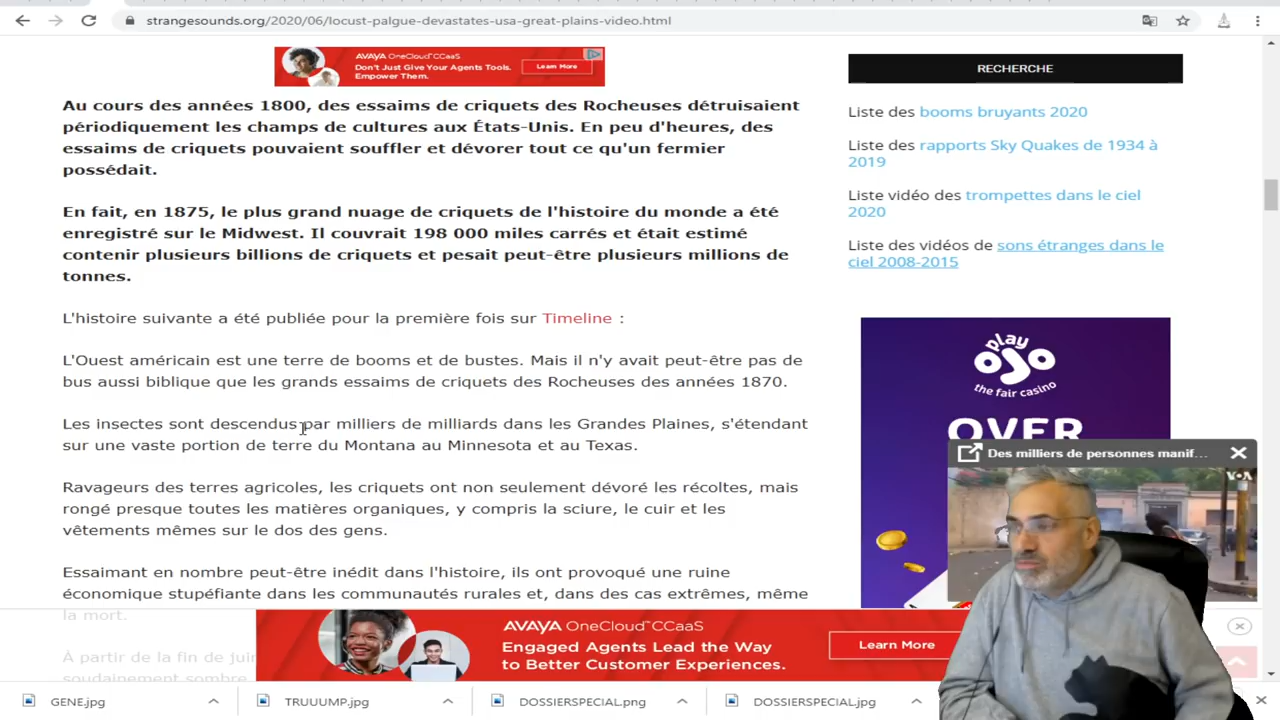 strangesounds.org/2020/06/locust-palgue-devastates-usa-great-plains-video.html
AVAYA OneCloud™CCaaS
Don't Just Give Your Agents Tools.
Empower Them.
Learn More
Au cours des années 1800, des essaims de criquets des Rocheuses détruisaient
périodiquement les champs de cultures aux États-Unis. En peu d'heures, des
essaims de criquets pouvaient souffler et dévorer tout ce qu'un fermier
possédait.
En fait, en 1875, le plus grand nuage de criquets de l'histoire du monde a été
enregistré sur le Midwest. Il couvrait 198 000 miles carrés et était estimé
contenir plusieurs billions de criquets et pesait peut-être plusieurs millions de
tonnes.
L'histoire suivante a été publiée pour la première fois sur Timeline :
L'Ouest américain est une terre de booms et de bustes. Mais il n'y avait peut-être pas de
bus aussi biblique que les grands essaims de criquets des Rocheuses des années 1870.
Les insectes sont descendus par milliers de milliards dans les Grandes Plaines, s'étendant
sur une vaste portion de terre du Montana au Minnesota et au Texas.
Ravageurs des terres agricoles, les criquets ont non seulement dévoré les récoltes, mais
rongé presque toutes les matières organiques, y compris la sciure, le cuir et les
vêtements mêmes sur le dos des gens.
Essaimant en nombre peut-être inédit dans l'histoire, ils ont provoqué une ruine
économique stupéfiante dans les communautés rurales et, dans des cas extrêmes, même
la mort.
À partir de la fin de juin
soudainement sombre
RECHERCHE
Liste des booms bruyants 2020
Liste des rapports Sky Quakes de 1934 à
2019
Liste vidéo des trompettes dans le ciel
2020
Liste des vidéos de sons étranges dans le
ciel 2008-2015
play
OJO
the fair casino
OVER
Des milliers de personnes manif...
VOA
AVAYA OneCloud™CCaaS
Engaged Agents Lead the Way
to Better Customer Experiences.
Learn More
GENE.jpg
TRUUUMP.jpg
DOSSIERSPECIAL.png
DOSSIERSPECIAL.jpg